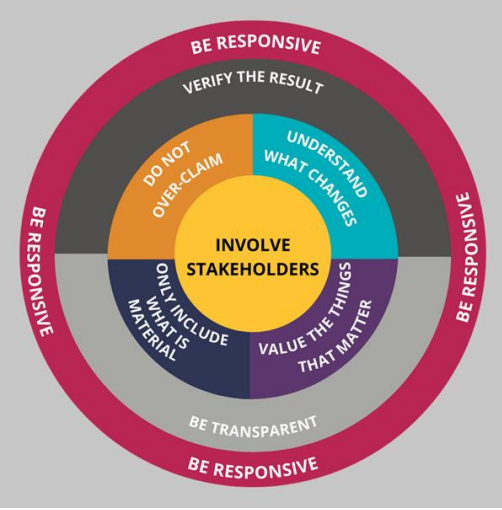 BE RESPONSIVE
VERIFY THE RESULT
DO NOT
OVER-CLAIM
UNDERSTAND
WHAT CHANGES
BE RESPONSIVE
INVOLVE
STAKEHOLDERS
BE RESPONSIVE
ONLY INCLUDE
WHAT IS
MATERIAL
VALUE THE THINGS
THAT MATTER
BE TRANSPARENT
BE RESPONSIVE